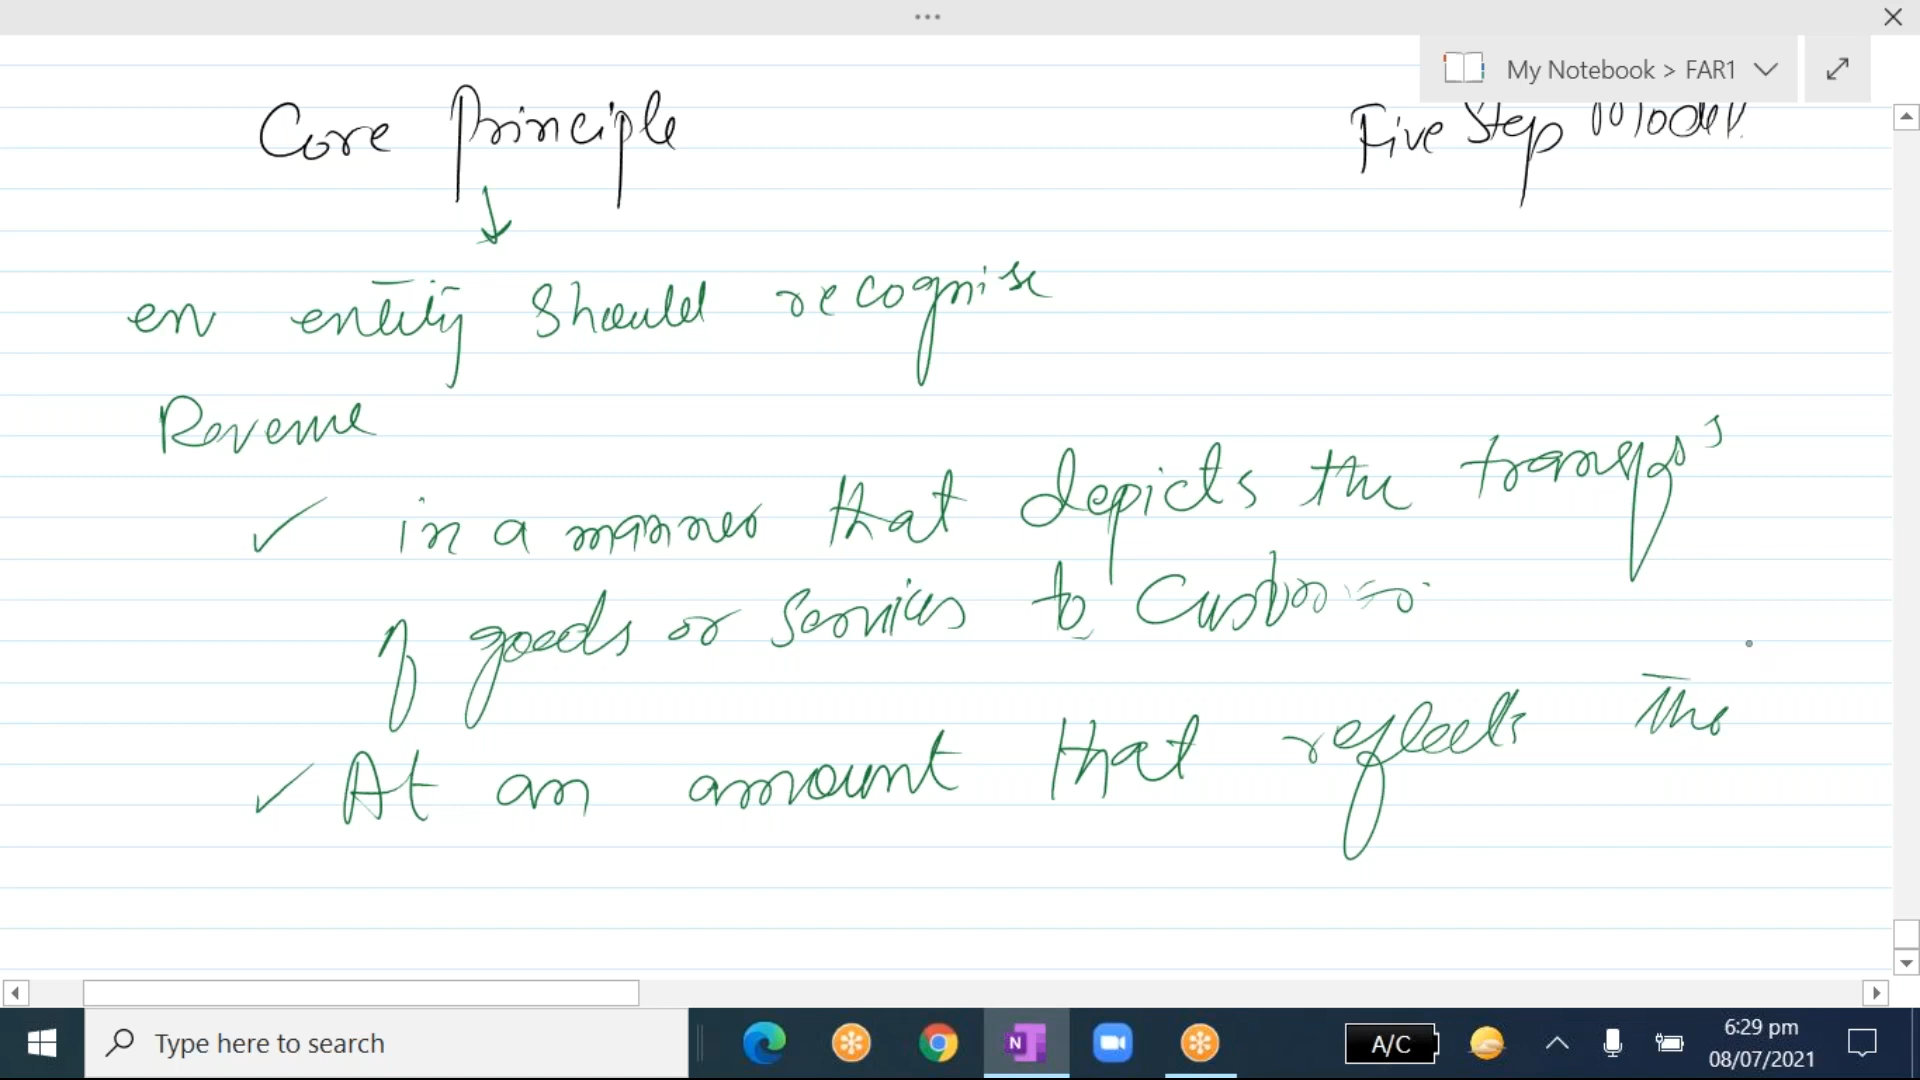 ...
My Notebook > FAR1
Core Principle
Five Step Model
en entity Should recognise
Revenue
✓ in a manner that depicts the transfer
of goods or Services to Customer
✓ At an amount that reflects the
Type here to search
N
A/C
6:29 pm
08/07/2021